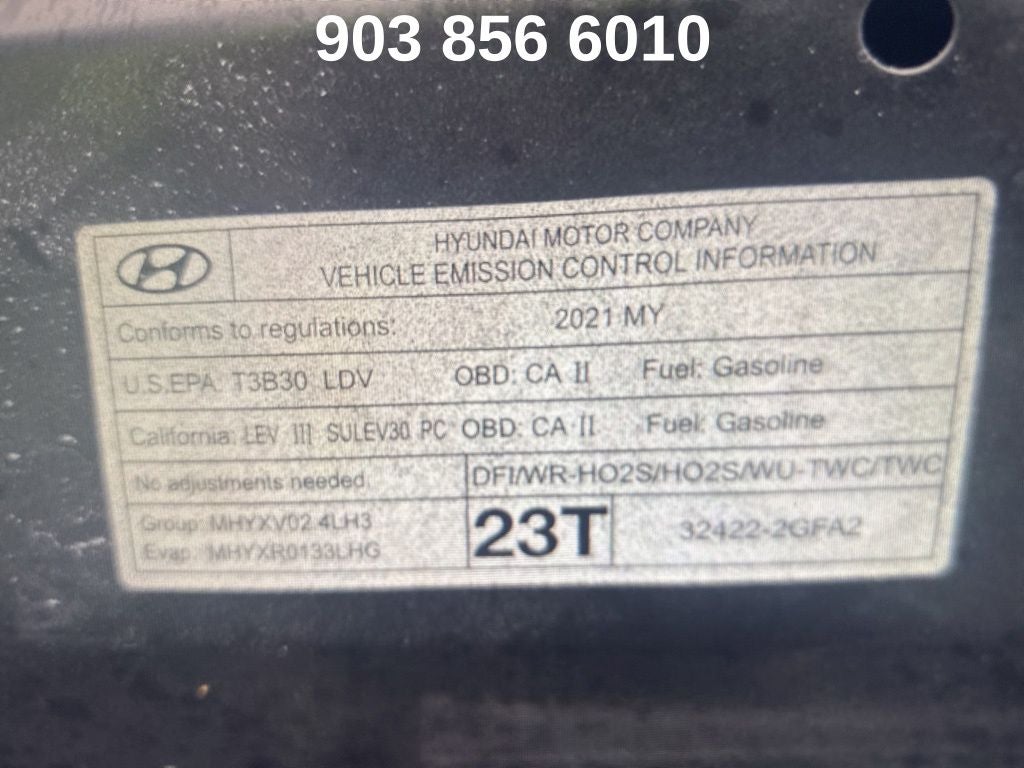 903 856 6010
HYUNDAI MOTOR COMPANY
VEHICLE EMISSION CONTROL INFORMATION
Conforms to regulations: 2021 MY
U.S.EPA T3B30 LDV OBD: CA II Fuel: Gasoline
California: LEV III SULEV30 PC OBD: CA II Fuel: Gasoline
No adjustments needed. DFI/WR-HO2S/HO2S/WU-TWC/TWC
Group: MHYXV02.4LH3
Evap: MHYXR0133LHG
23T
32422-2GFA2